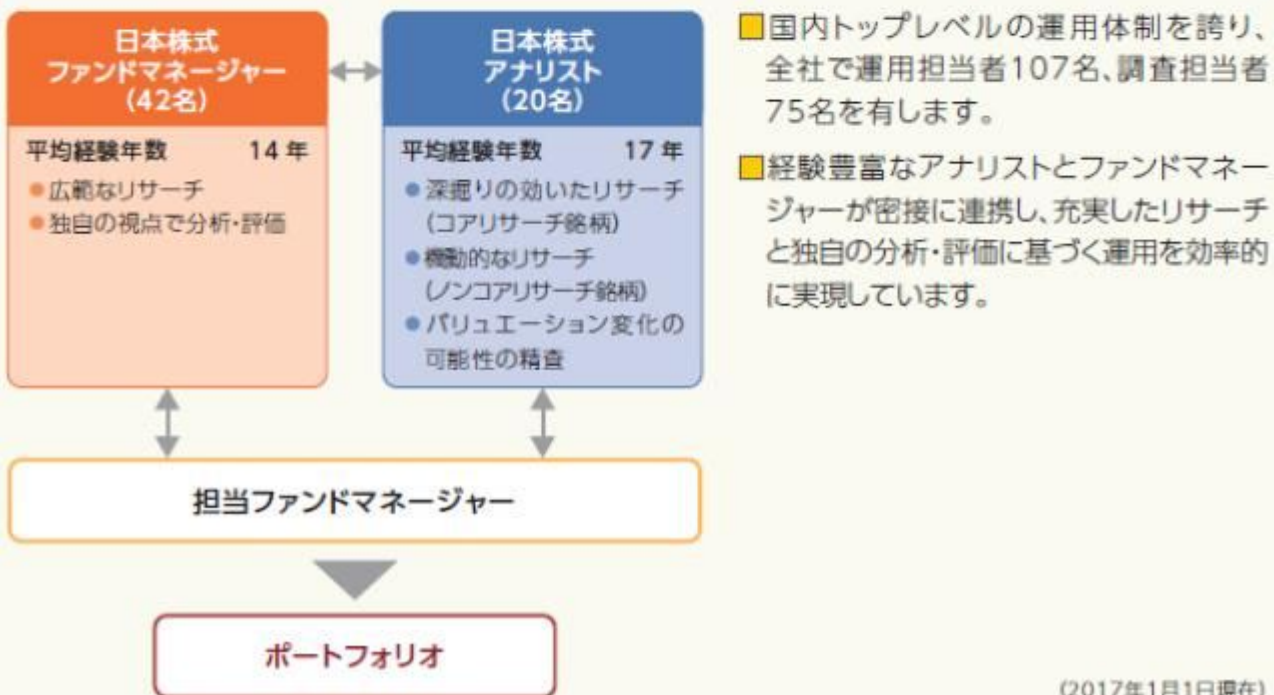 日本株式
ファンドマネージャー
(42名)
平均経験年数 14年
●広範なリサーチ
●独自の視点で分析・評価
日本株式
アナリスト
(20名)
平均経験年数 17年
●深掘りの効いたリサーチ
(コアリサーチ銘柄)
●機動的なリサーチ
(ノンコアリサーチ銘柄)
●バリュエーション変化の
可能性の精査
担当ファンドマネージャー
ポートフォリオ
■国内トップレベルの運用体制を誇り、
全社で運用担当者107名、調査担当者
75名を有します。
■経験豊富なアナリストとファンドマネー
ジャーが密接に連携し、充実したリサーチ
と独自の分析・評価に基づく運用を効率的
に実現しています。
(2017年1月1日現在)